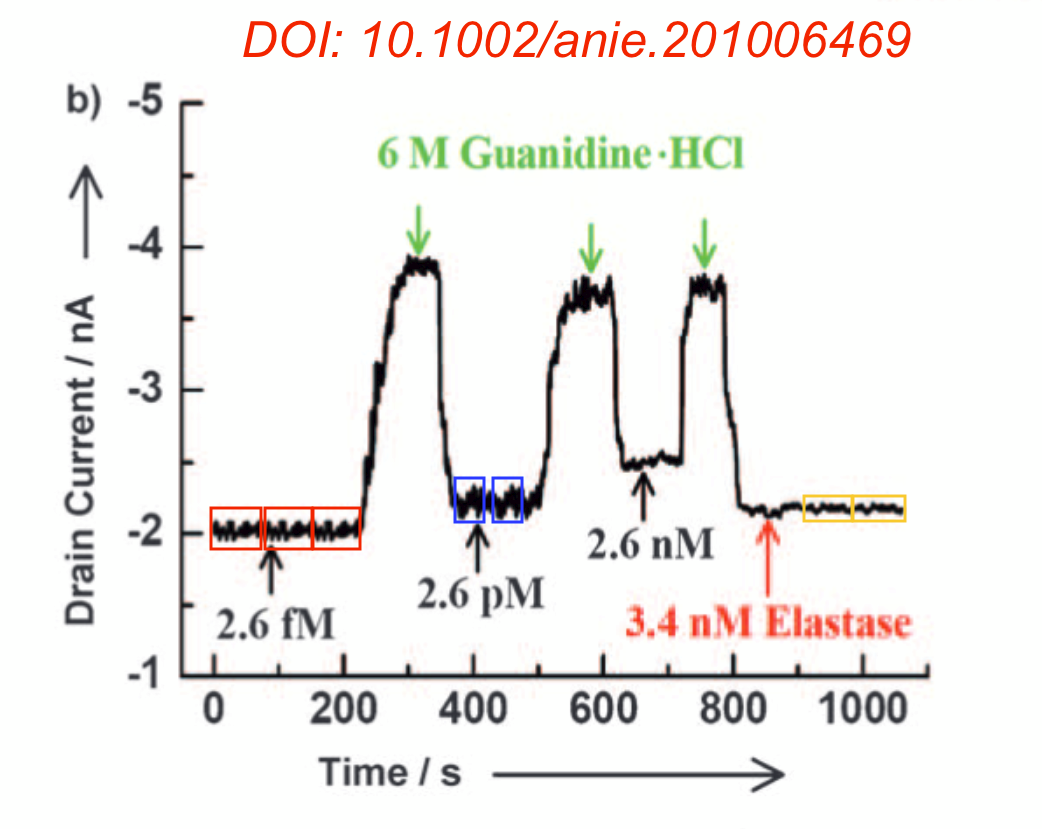 DOI: 10.1002/anie.201006469
b)
-5
6 M Guanidine·HCl
-4
-3
-2
-1
Drain Current / nA
2.6 fM
2.6 pM
2.6 nM
3.4 nM Elastase
0 200 400 600 800 1000
Time / s